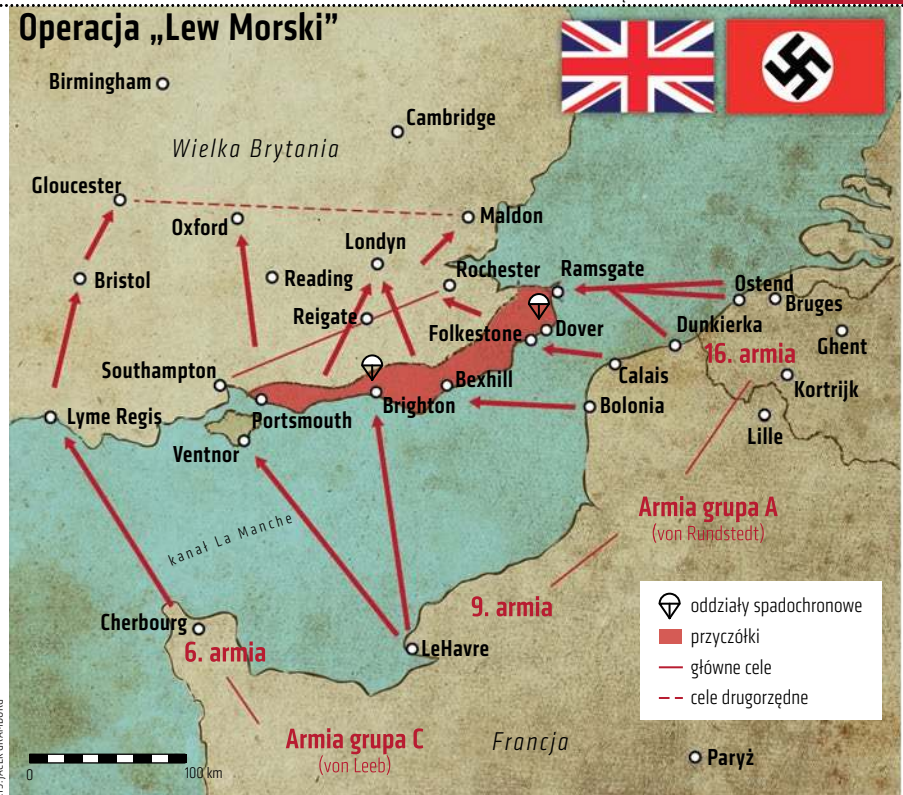 Operacja „Lew Morski”
Birmingham
Cambridge
Wielka Brytania
Gloucester
Maldon
Oxford
Londyn
Bristol
Reading
Rochester
Ramsgate
Ostend
Bruges
Reigate
Folkestone
Dover
Dunkierka
16. armia
Ghent
Southampton
Calais
Kortrijk
Bexhill
Lyme Regis
Portsmouth
Brighton
Bolonia
Lille
Ventnor
kanał La Manche
Armia grupa A
(von Rundstedt)
9. armia
Cherbourg
6. armia
LeHavre
oddziały spadochronowe
przyczółki
główne cele
cele drugorzędne
Armia grupa C
(von Leeb)
Francja
Paryż
0
100 km